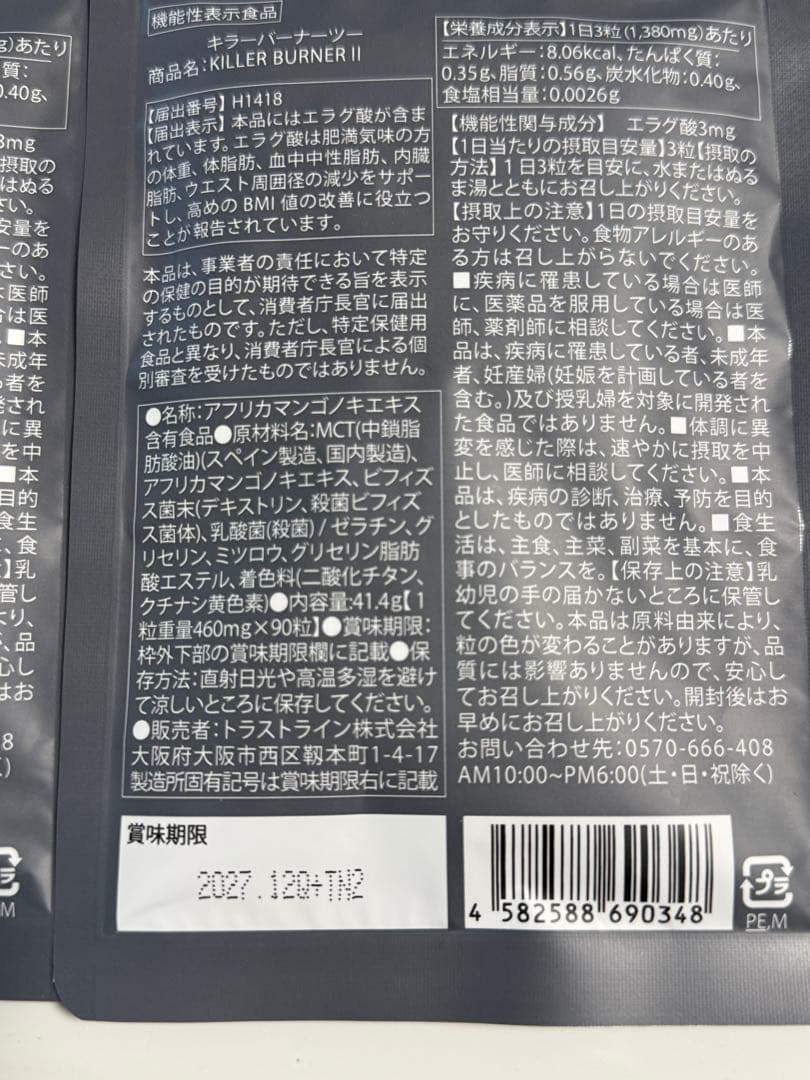 機能性表示食品
キラーバーナーツー
商品名:KILLER BURNER II
【届出番号】H1418
【届出表示】本品にはエラグ酸が含ま
れています。エラグ酸は肥満気味の方
の体重、体脂肪、血中中性脂肪、内臓
脂肪、ウエスト周囲径の減少をサポー
トし、高めのBMI値の改善に役立つ
ことが報告されています。
本品は、事業者の責任において特定
の保健の目的が期待できる旨を表示
するものとして、消費者庁長官に届出
されたものです。ただし、特定保健用
食品と異なり、消費者庁長官による個
別審査を受けたものではありません。
●名称:アフリカマンゴノキエキス
含有食品●原材料名:MCT(中鎖脂
肪酸油)(スペイン製造、国内製造)、
アフリカマンゴノキエキス、ビフィズ
ス菌末(デキストリン、殺菌ビフィズ
ス菌体)、乳酸菌(殺菌)/ゼラチン、グ
リセリン、ミツロウ、グリセリン脂肪
酸エステル、着色料(二酸化チタン、
クチナシ黄色素)●内容量:41.4g【1
粒重量460mg×90粒】●賞味期限:
枠外下部の賞味期限欄に記載●保
存方法:直射日光や高温多湿を避け
て涼しいところに保存してください。
●販売者:トラストライン株式会社
大阪府大阪市西区靱本町1-4-17
製造所固有記号は賞味期限右に記載
賞味期限
2027.12Q+TN2
【栄養成分表示】1日3粒(1,380mg)あたり
エネルギー:8.06kcal、たんぱく質:
0.35g、脂質:0.56g、炭水化物:0.40g、
食塩相当量:0.0026g
【機能性関与成分】 エラグ酸3mg
【1日当たりの摂取目安量】3粒【摂取の
方法】1日3粒を目安に、水またはぬる
ま湯とともにお召し上がりください。
【摂取上の注意】1日の摂取目安量を
お守りください。食物アレルギーのあ
る方は召し上がらないでください。
■疾病に罹患している場合は医師
に、医薬品を服用している場合は医
師、薬剤師に相談してください。■本
品は、疾病に罹患している者、未成年
者、妊産婦(妊娠を計画している者を
含む。)及び授乳婦を対象に開発され
た食品ではありません。■体調に異
変を感じた際は、速やかに摂取を中
止し、医師に相談してください。■本
品は、疾病の診断、治療、予防を目的
としたものではありません。■食生
活は、主食、主菜、副菜を基本に、食
事のバランスを。【保存上の注意】乳
幼児の手の届かないところに保管し
てください。本品は原料由来により、
粒の色が変わることがありますが、品
質には影響ありませんので、安心し
てお召し上がりください。開封後はお
早めにお召し上がりください。
お問い合わせ先:0570-666-408
AM10:00~PM6:00(土・日・祝除く)
4 582588 690348
プラ
PE,M